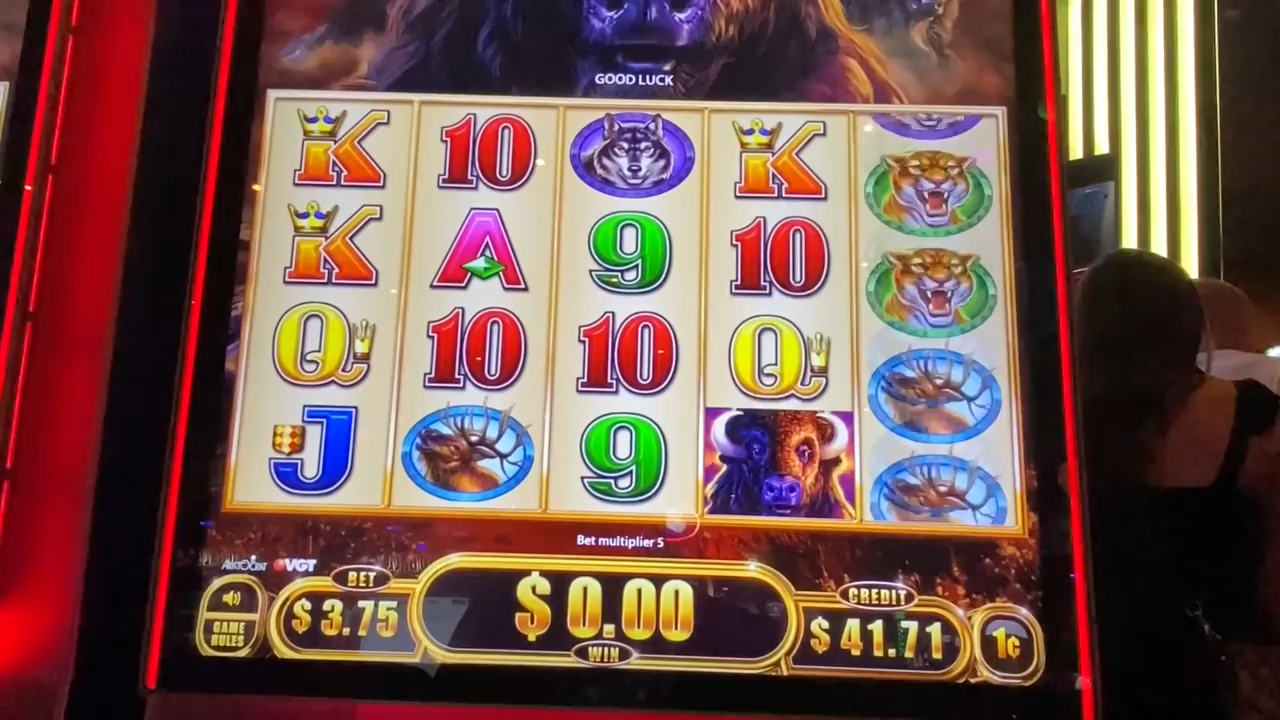 GOOD LUCK
K 10 K
K A 9 10
Q 10 10 Q
J 9
Bet multiplier 5
ARISTOCRAT VGT
BET
CREDIT
GAME
RULES
$3.75
$0.00
$41.71
1¢
WIN